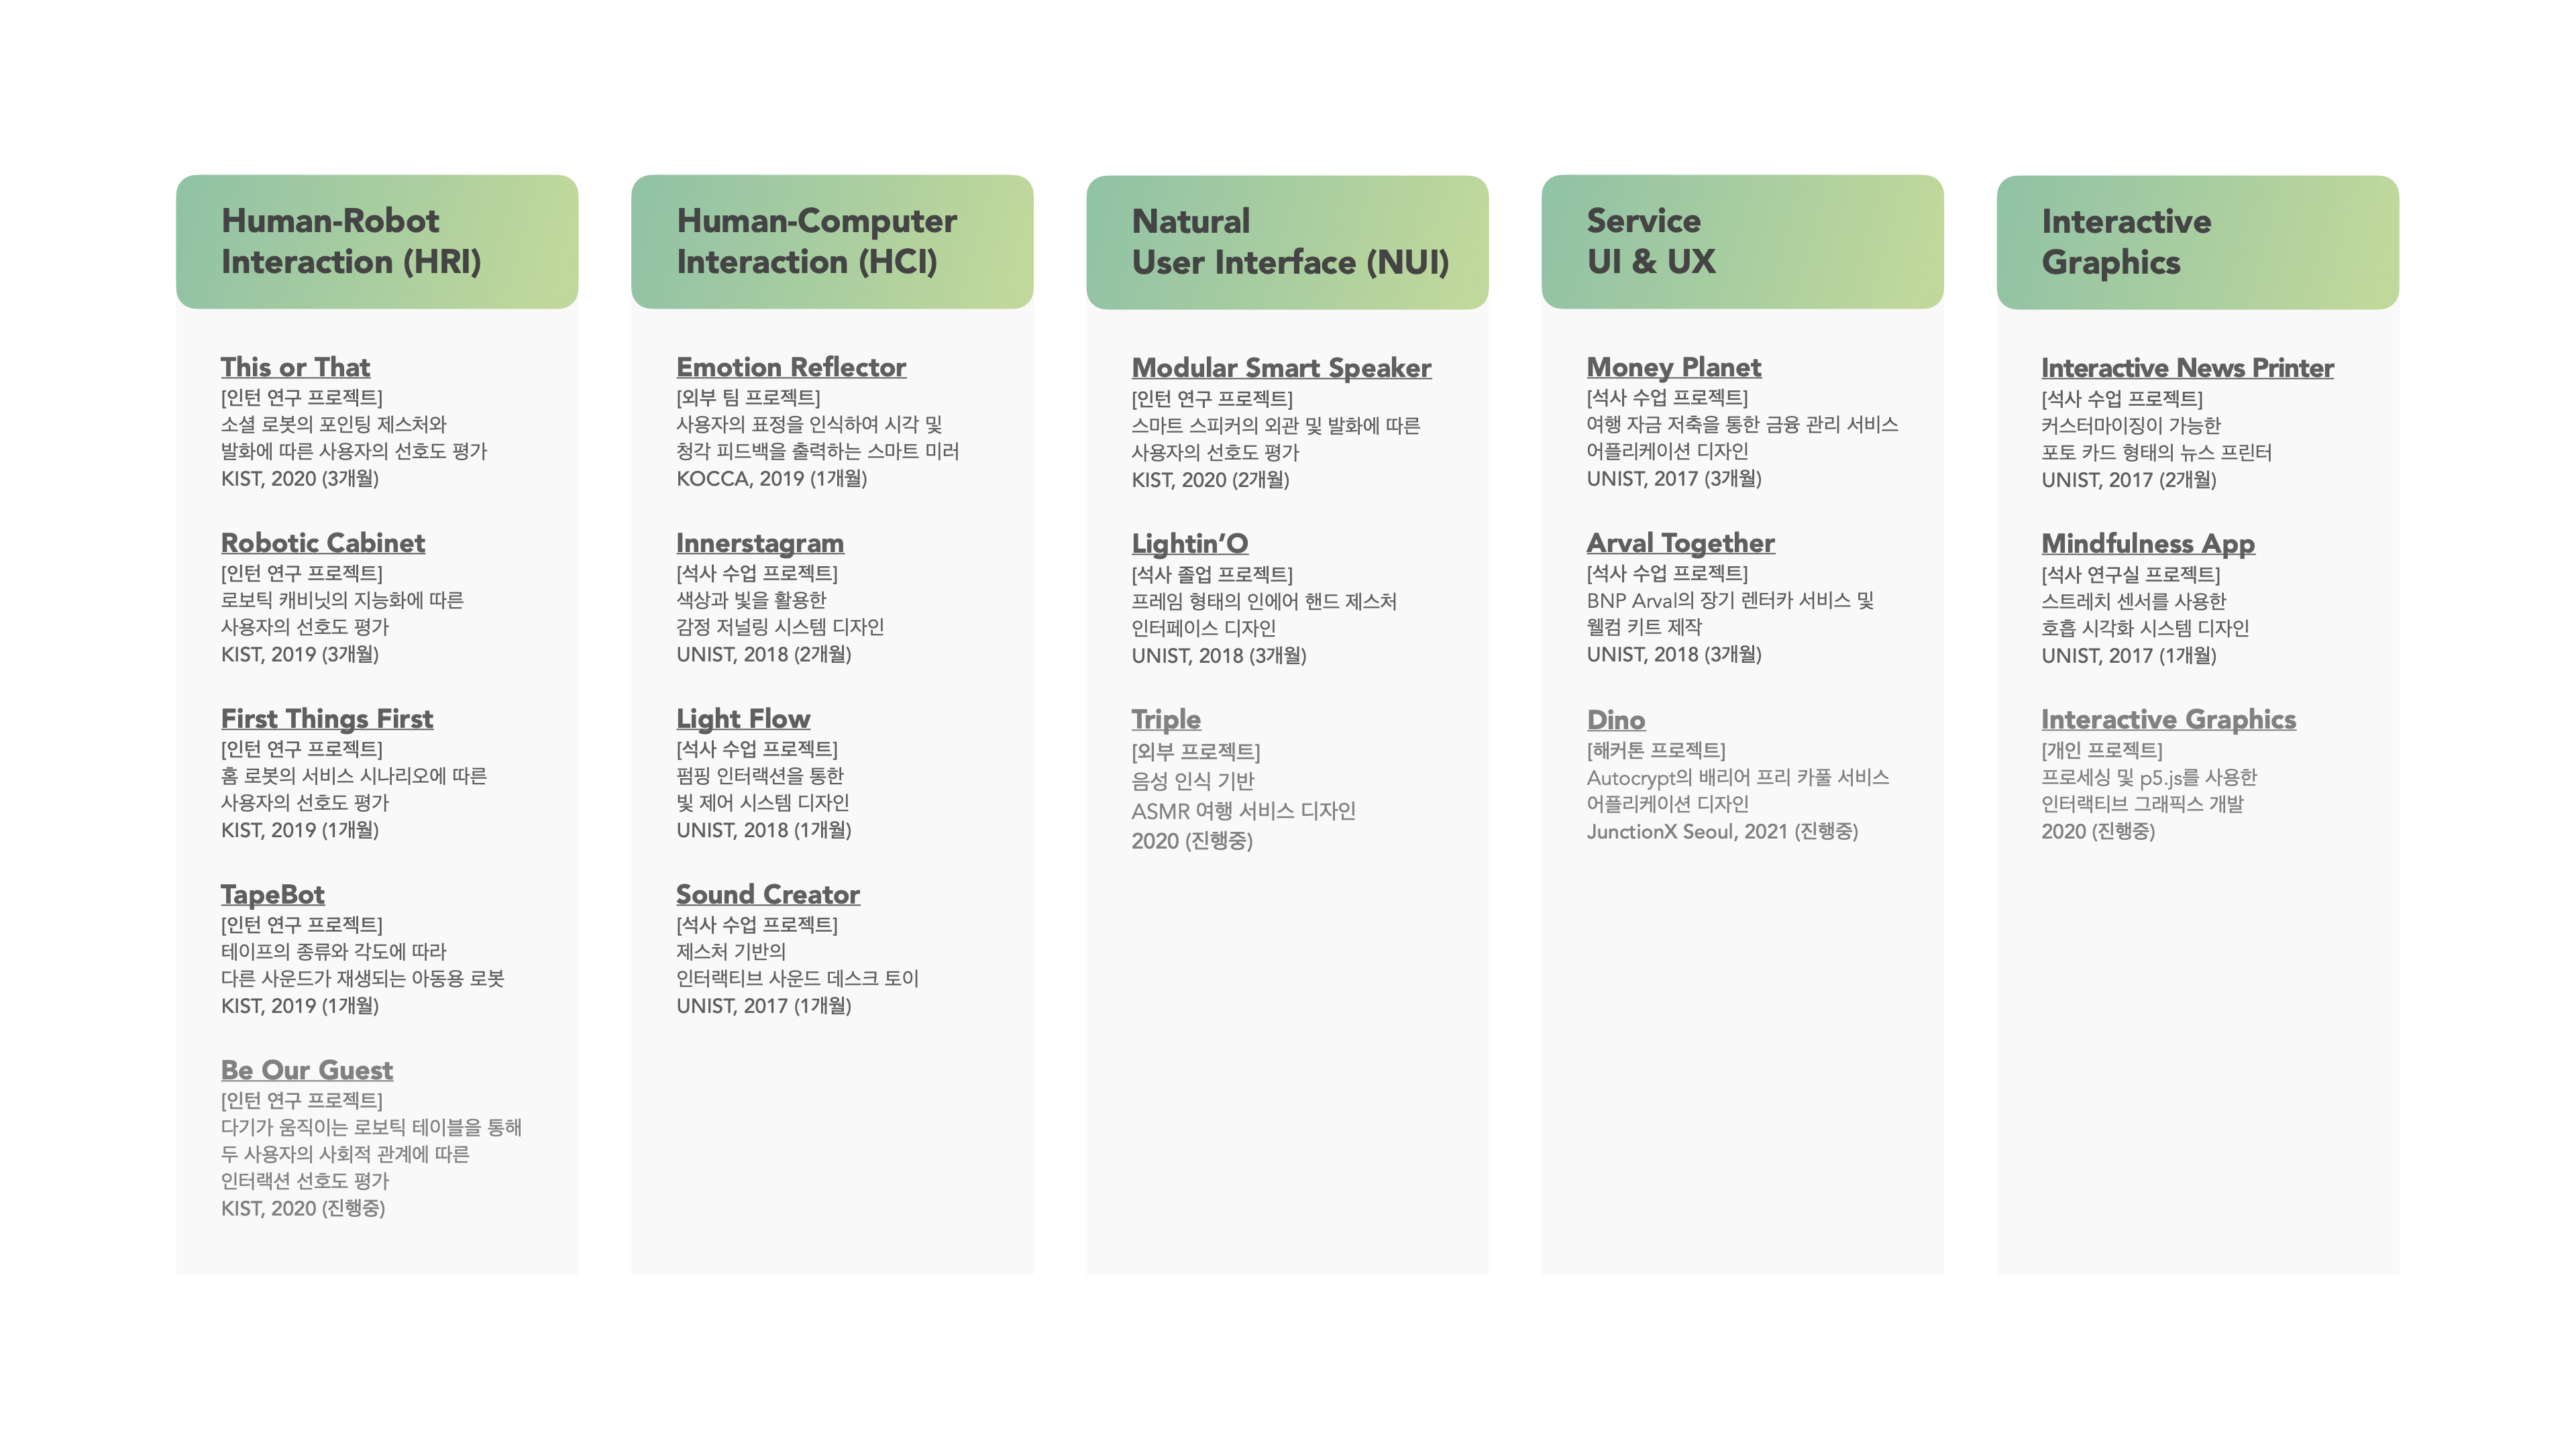 Human-Robot
Interaction (HRI)
This or That
[인턴 연구 프로젝트]
소셜 로봇의 포인팅 제스처와
발화에 따른 사용자의 선호도 평가
KIST, 2020 (3개월)
Robotic Cabinet
[인턴 연구 프로젝트]
로보틱 캐비닛의 지능화에 따른
사용자의 선호도 평가
KIST, 2019 (3개월)
First Things First
[인턴 연구 프로젝트]
홈 로봇의 서비스 시나리오에 따른
사용자의 선호도 평가
KIST, 2019 (1개월)
TapeBot
[인턴 연구 프로젝트]
테이프의 종류와 각도에 따라
다른 사운드가 재생되는 아동용 로봇
KIST, 2019 (1개월)
Be Our Guest
[인턴 연구 프로젝트]
다기가 움직이는 로보틱 테이블을 통해
두 사용자의 사회적 관계에 따른
인터랙션 선호도 평가
KIST, 2020 (진행중)
Human-Computer
Interaction (HCI)
Emotion Reflector
[외부 팀 프로젝트]
사용자의 표정을 인식하여 시각 및
청각 피드백을 출력하는 스마트 미러
KOCCA, 2019 (1개월)
Innerstagram
[석사 수업 프로젝트]
색상과 빛을 활용한
감정 저널링 시스템 디자인
UNIST, 2018 (2개월)
Light Flow
[석사 수업 프로젝트]
펌핑 인터랙션을 통한
빛 제어 시스템 디자인
UNIST, 2018 (1개월)
Sound Creator
[석사 수업 프로젝트]
제스처 기반의
인터랙티브 사운드 데스크 토이
UNIST, 2017 (1개월)
Natural
User Interface (NUI)
Modular Smart Speaker
[인턴 연구 프로젝트]
스마트 스피커의 외관 및 발화에 따른
사용자의 선호도 평가
KIST, 2020 (2개월)
Lightin’O
[석사 졸업 프로젝트]
프레임 형태의 인에어 핸드 제스처
인터페이스 디자인
UNIST, 2018 (3개월)
Triple
[외부 프로젝트]
음성 인식 기반
ASMR 여행 서비스 디자인
2020 (진행중)
Service
UI & UX
Money Planet
[석사 수업 프로젝트]
여행 자금 저축을 통한 금융 관리 서비스
어플리케이션 디자인
UNIST, 2017 (3개월)
Arval Together
[석사 수업 프로젝트]
BNP Arval의 장기 렌터카 서비스 및
웰컴 키트 제작
UNIST, 2018 (3개월)
Dino
[해커톤 프로젝트]
Autocrypt의 배리어 프리 카풀 서비스
어플리케이션 디자인
JunctionX Seoul, 2021 (진행중)
Interactive
Graphics
Interactive News Printer
[석사 수업 프로젝트]
커스터마이징이 가능한
포토 카드 형태의 뉴스 프린터
UNIST, 2017 (2개월)
Mindfulness App
[석사 연구실 프로젝트]
스트레치 센서를 사용한
호흡 시각화 시스템 디자인
UNIST, 2017 (1개월)
Interactive Graphics
[개인 프로젝트]
프로세싱 및 p5.js를 사용한
인터랙티브 그래픽스 개발
2020 (진행중)